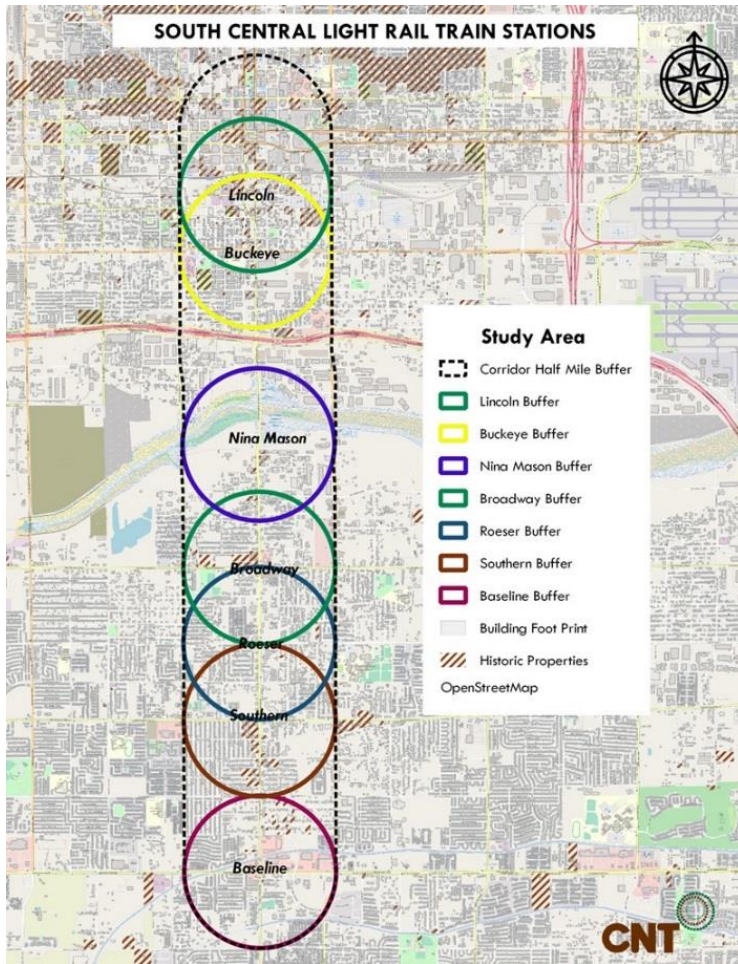 SOUTH CENTRAL LIGHT RAIL TRAIN STATIONS
Lincoln
Buckeye
Nina Mason
Broadway
Roeser
Southern
Baseline
Study Area
Corridor Half Mile Buffer
Lincoln Buffer
Buckeye Buffer
Nina Mason Buffer
Broadway Buffer
Roeser Buffer
Southern Buffer
Baseline Buffer
Building Foot Print
Historic Properties
OpenStreetMap
CNT